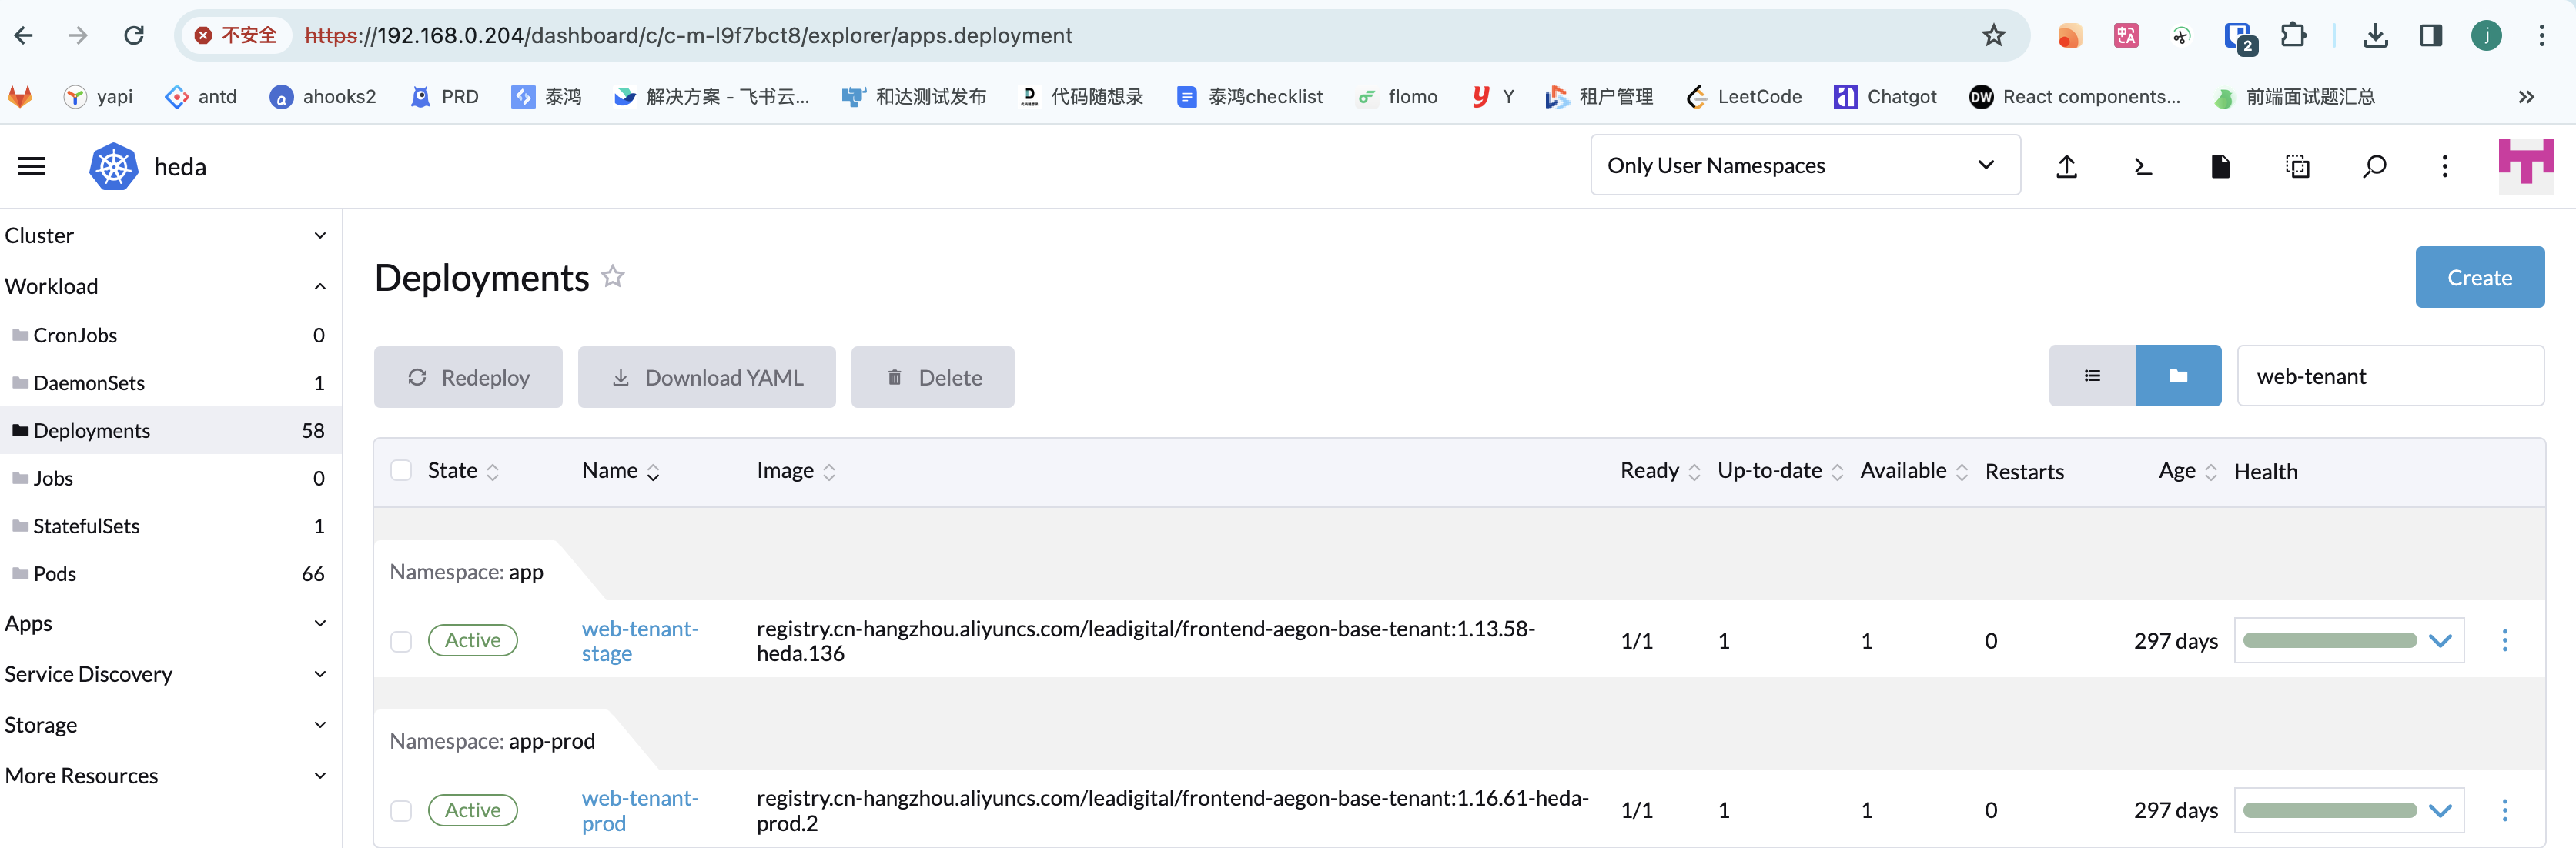 不安全 https://192.168.0.204/dashboard/c/c-m-l9f7bct8/explorer/apps.deployment 2 j
yapi antd ahooks2 PRD 泰鸿 解决方案 - 飞书云... 和达测试发布 代码随想录 泰鸿checklist flomo Y 租户管理 LeetCode Chatgot React components... 前端面试题汇总
heda Only User Namespaces
Cluster
Workload
CronJobs 0
DaemonSets 1
Deployments 58
Jobs 0
StatefulSets 1
Pods 66
Apps
Service Discovery
Storage
More Resources
Deployments Create
Redeploy Download YAML Delete web-tenant
State Name Image Ready Up-to-date Available Restarts Age Health
Namespace: app
Active web-tenant-stage registry.cn-hangzhou.aliyuncs.com/leadigital/frontend-aegon-base-tenant:1.13.58-heda.136 1/1 1 1 0 297 days
Namespace: app-prod
Active web-tenant-prod registry.cn-hangzhou.aliyuncs.com/leadigital/frontend-aegon-base-tenant:1.16.61-heda-prod.2 1/1 1 1 0 297 days